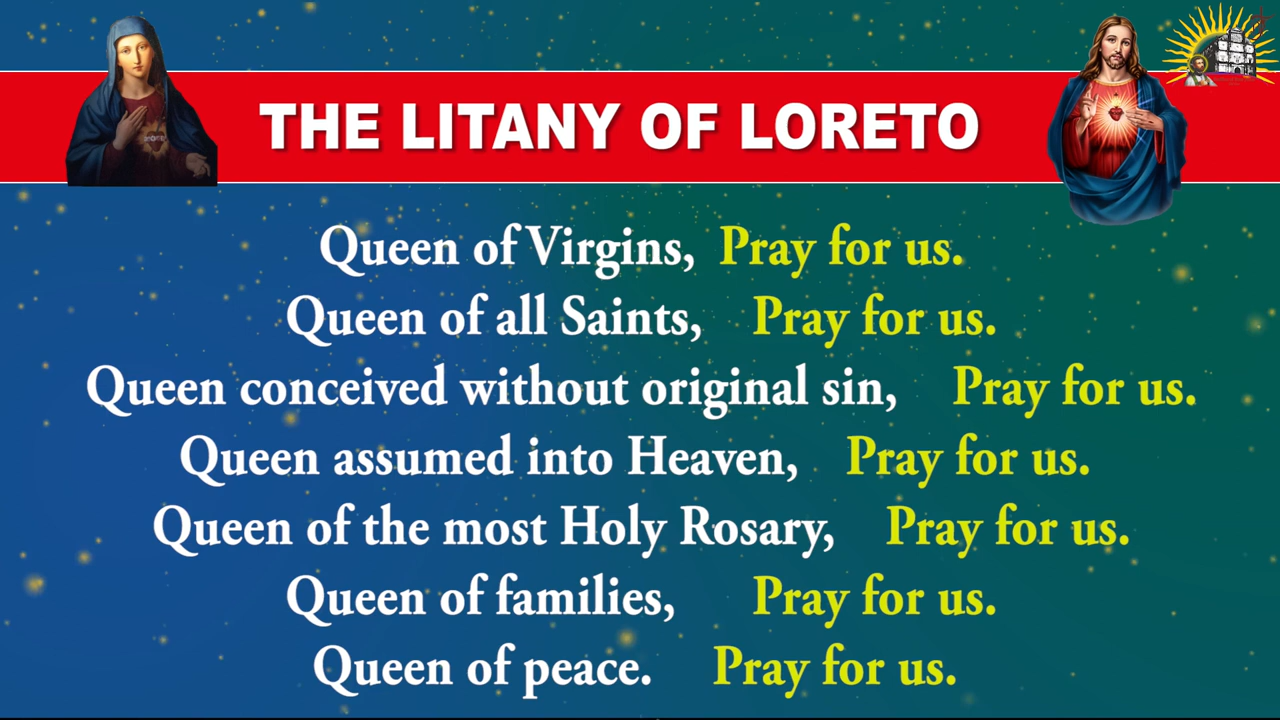 THE LITANY OF LORETO
Queen of Virgins, Pray for us.
Queen of all Saints, Pray for us.
Queen conceived without original sin, Pray for us.
Queen assumed into Heaven, Pray for us.
Queen of the most Holy Rosary, Pray for us.
Queen of families, Pray for us.
Queen of peace. Pray for us.